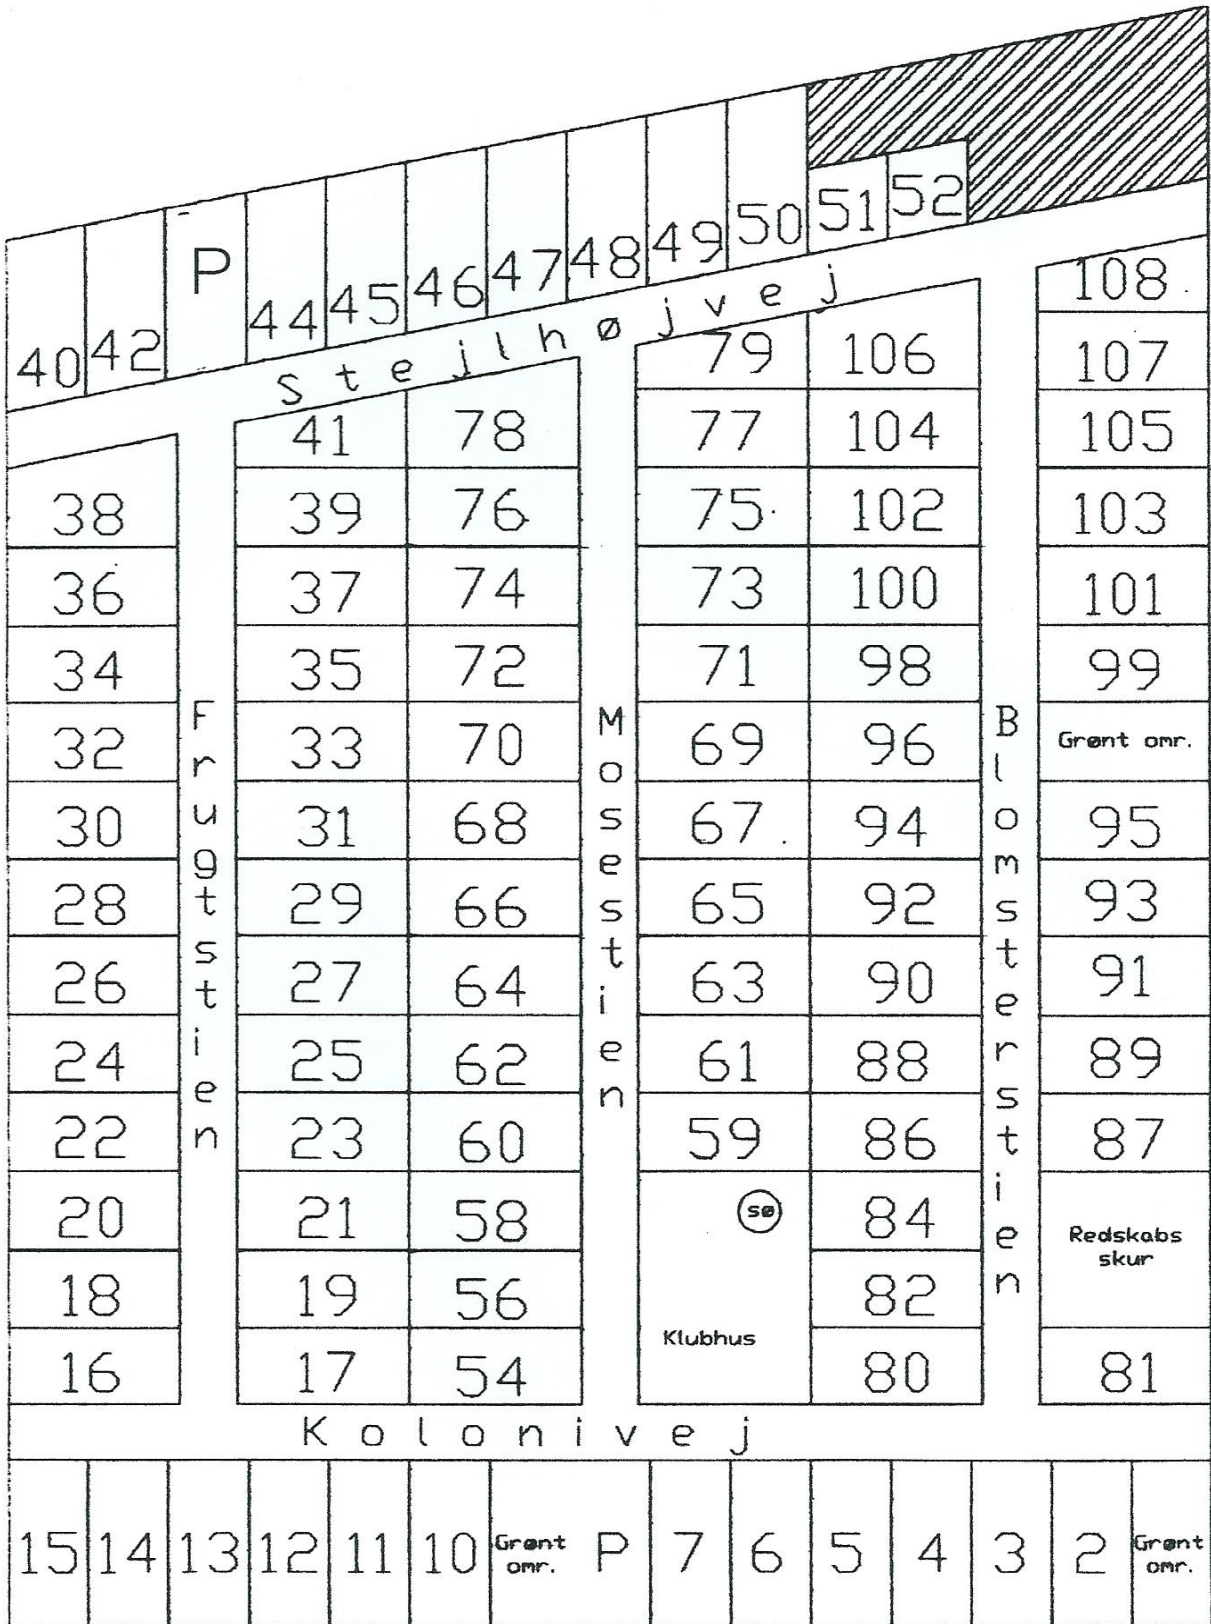 40 42 P 44 45 46 47 48 49 50 51 52
Stejlhøjvej
108
79 106 107
41 78 77 104 105
38 39 76 75 102 103
36 37 74 73 100 101
34 35 72 71 98 99
32 33 70 69 96 Grønt omr.
30 31 68 67 94 95
28 29 66 65 92 93
26 27 64 63 90 91
24 25 62 61 88 89
22 23 60 59 86 87
20 21 58 sø 84 Redskabs
skur
18 19 56 82
Klubhus
16 17 54 80 81
Frugtstien
Mosestien
Blomsterstien
Kolonivej
15 14 13 12 11 10 Grønt
omr. P 7 6 5 4 3 2 Grønt
omr.